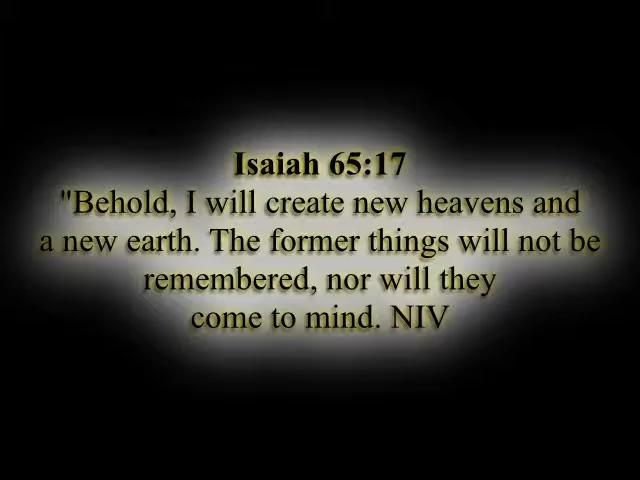 Isaiah 65:17
"Behold, I will create new heavens and
a new earth. The former things will not be
remembered, nor will they
come to mind. NIV